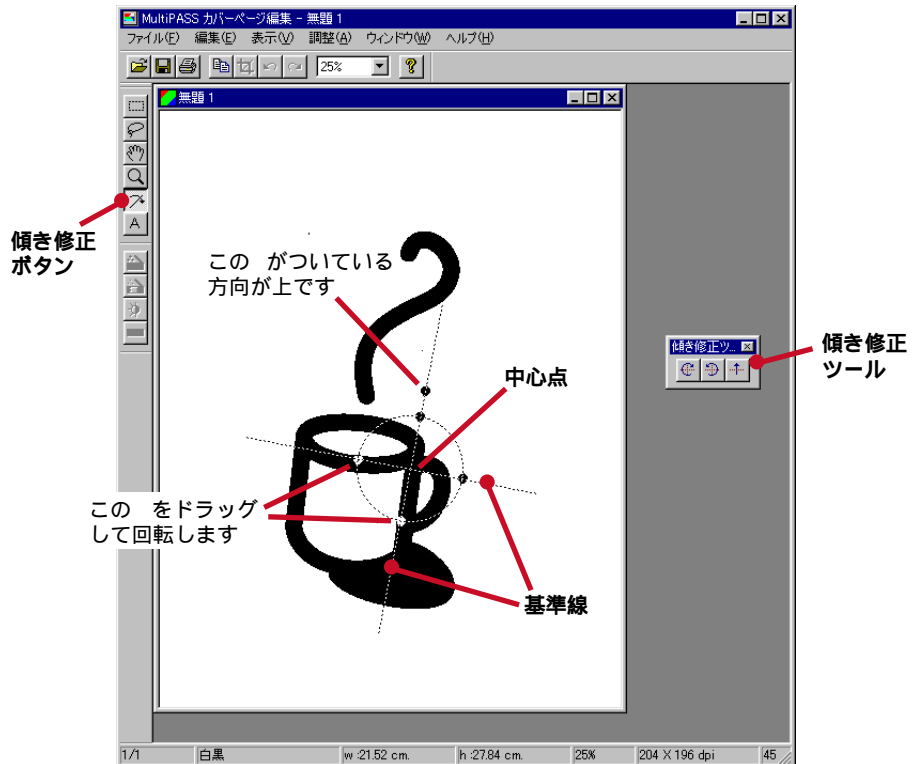 MultiPASS カバーページ編集 - 無題 1
ファイル(F) 編集(E) 表示(V) 調整(A) ウィンドウ(W) ヘルプ(H)
25%
無題 1
A
傾き修正
ボタン
この がついている
方向が上です
傾き修正ツ...
傾き修正
ツール
中心点
この をドラッグ
して回転します
基準線
1/1 白黒 w :21.52 cm. h :27.84 cm. 25% 204 X 196 dpi 45